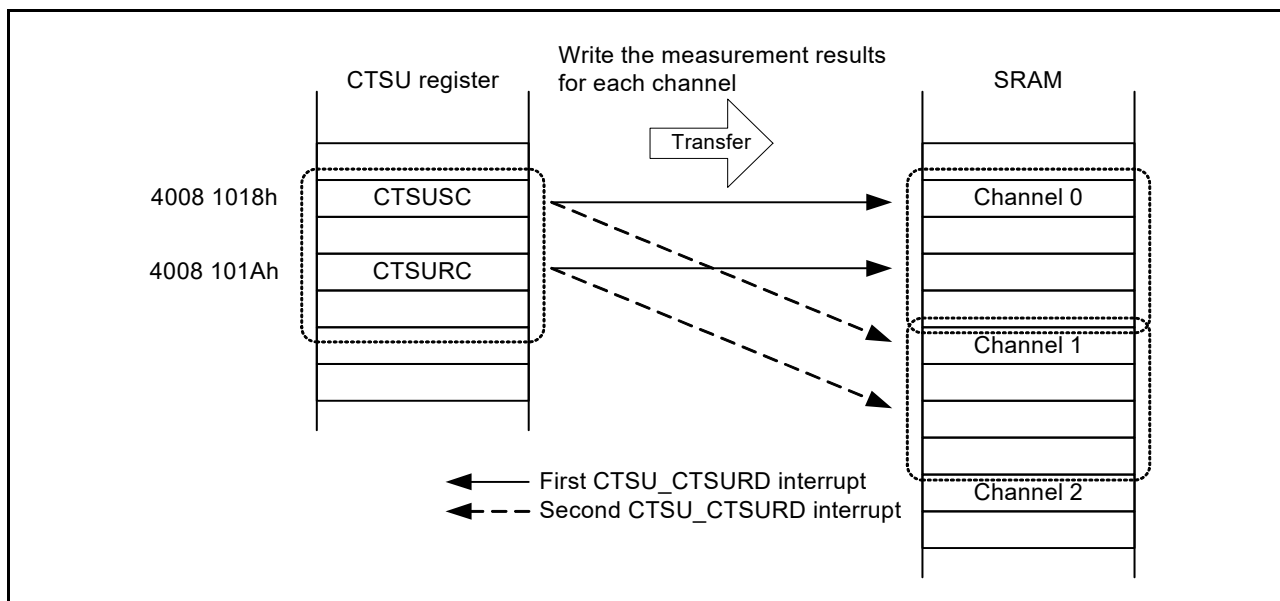 Write the measurement results
for each channel
CTSU register
SRAM
Transfer
4008 1018h
CTSUSC
Channel 0
4008 101Ah
CTSURC
Channel 1
First CTSU_CTSURD interrupt
Channel 2
Second CTSU_CTSURD interrupt